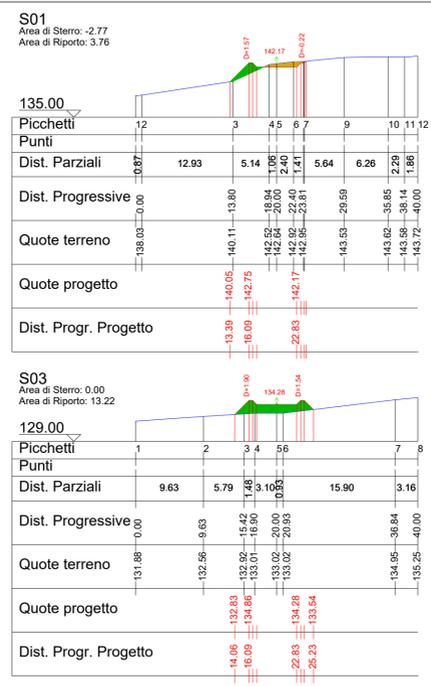 S01
Area di Sterro: -2.77
Area di Riporto: 3.76
D=1.57 142.17 D=-0.22
135.00
Picchetti 1 2 3 4 5 6 7 9 10 11 12
Punti
Dist. Parziali 0.87 12.93 5.14 1.06 2.40 1.41 5.64 6.26 2.29 1.86
Dist. Progressive 0.00 13.80 18.94 20.00 22.40 23.81 29.59 35.85 38.14 40.00
Quote terreno 138.03 140.11 142.52 142.64 142.92 142.95 143.53 143.62 143.58 143.72
Quote progetto 140.05 142.75 142.17
Dist. Progr. Progetto 13.39 16.09 22.83
S03
Area di Sterro: 0.00
Area di Riporto: 13.22
D=1.90 134.28 D=1.54
129.00
Picchetti 1 2 3 4 5 6 7 8
Punti
Dist. Parziali 9.63 5.79 1.48 3.10 0.93 15.90 3.16
Dist. Progressive 0.00 9.63 15.42 16.90 20.00 20.93 36.84 40.00
Quote terreno 131.88 132.56 132.92 133.01 133.02 133.02 134.95 135.25
Quote progetto 132.83 134.86 134.28 133.54
Dist. Progr. Progetto 14.06 16.09 22.83 25.23